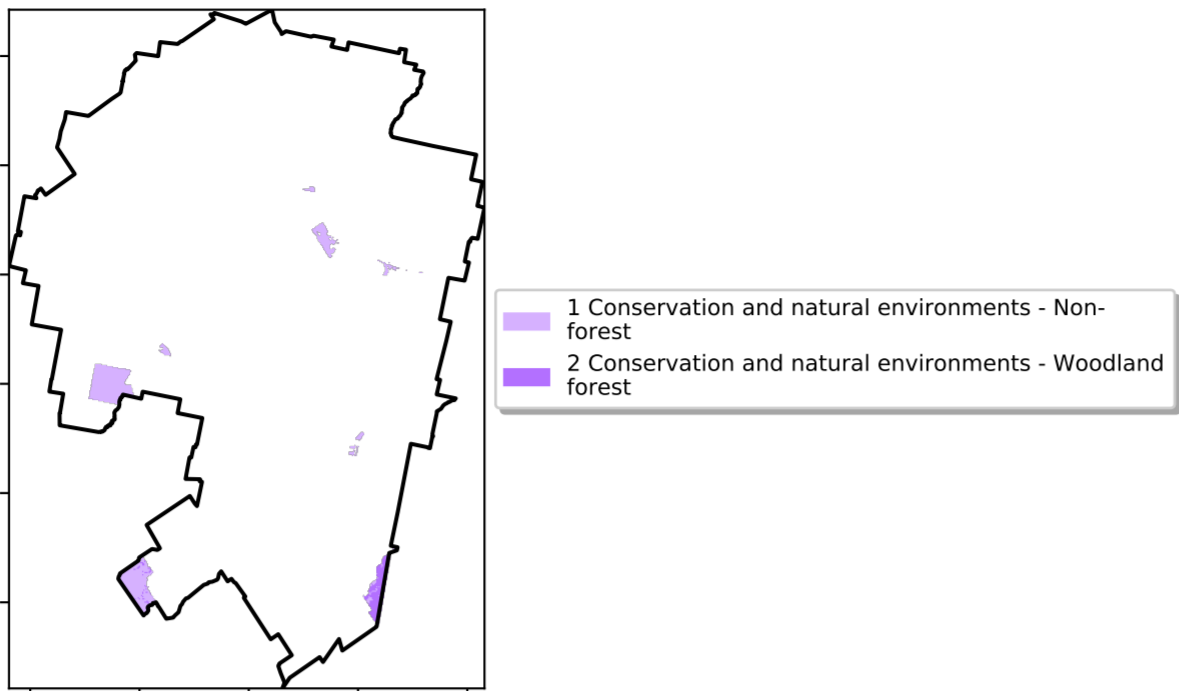 1 Conservation and natural environments - Non-
forest
2 Conservation and natural environments - Woodland
forest